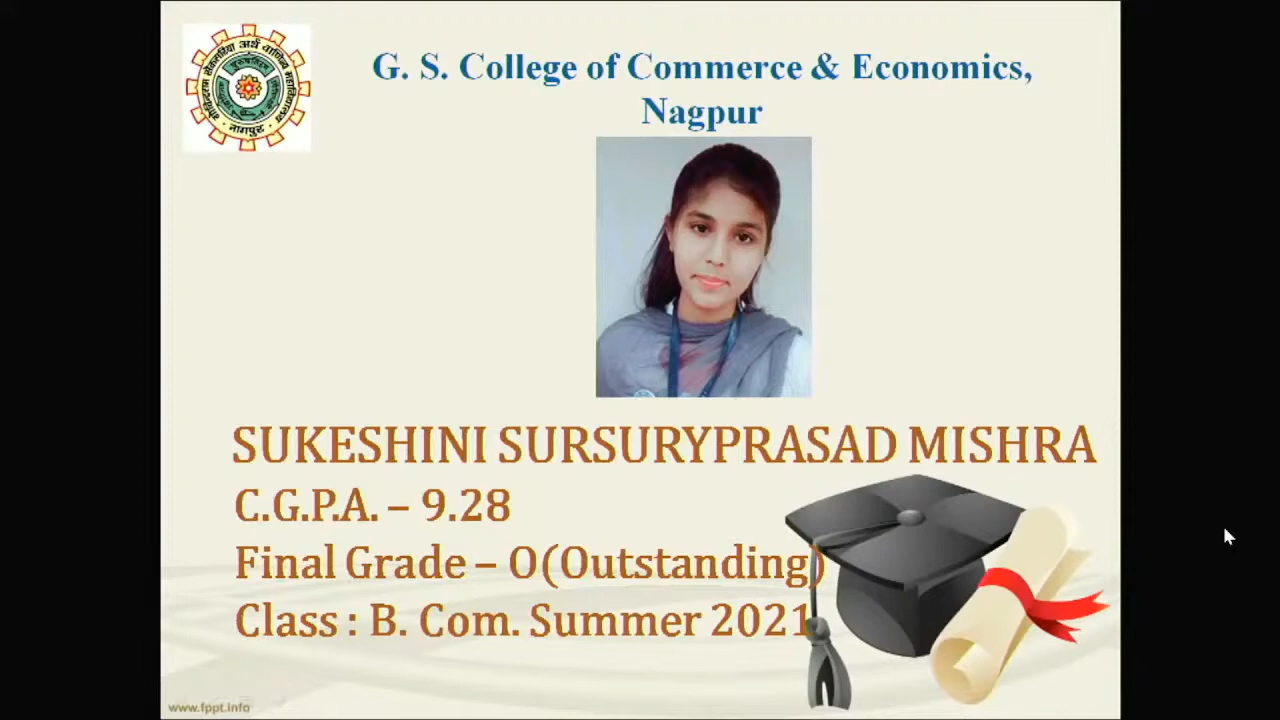 G. S. College of Commerce & Economics,
Nagpur
नागपुर
SUKESHINI SURSURYPRASAD MISHRA
C.G.P.A. – 9.28
Final Grade – O(Outstanding)
Class : B. Com. Summer 2021
www.fppt.info